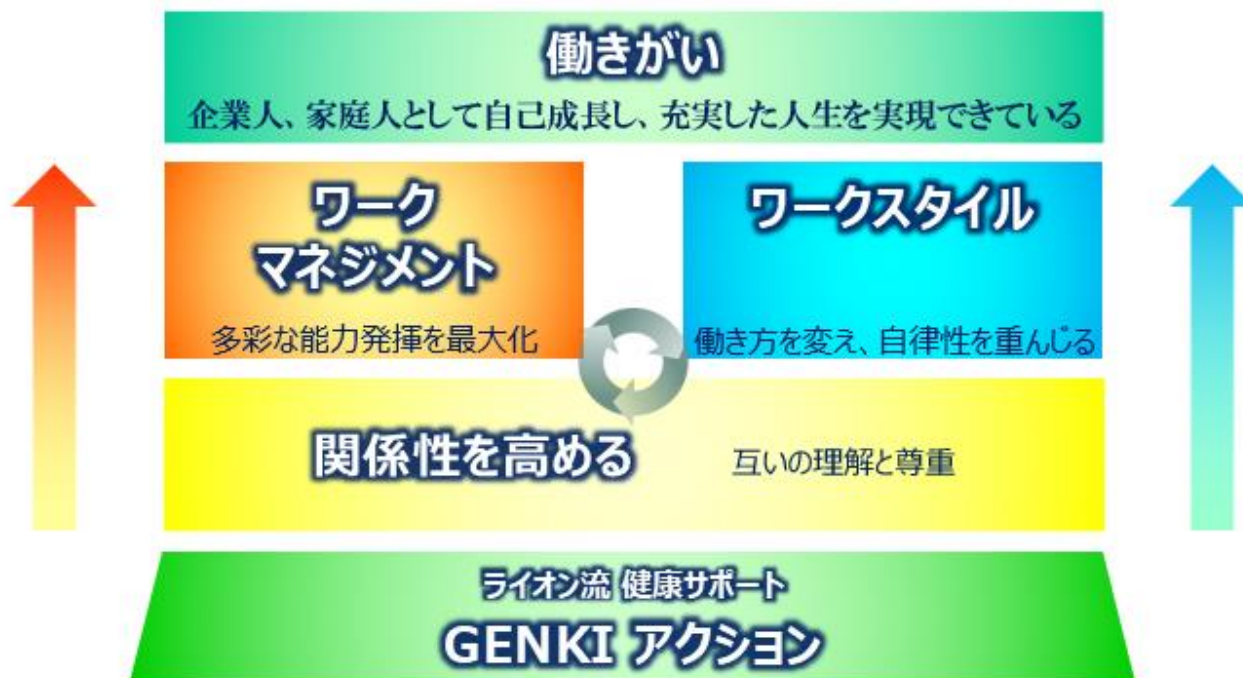 働きがい
企業人、家庭人として自己成長し、充実した人生を実現できている
ワーク
マネジメント
多彩な能力発揮を最大化
ワークスタイル
働き方を変え、自律性を重んじる
関係性を高める
互いの理解と尊重
ライオン流 健康サポート
GENKI アクション